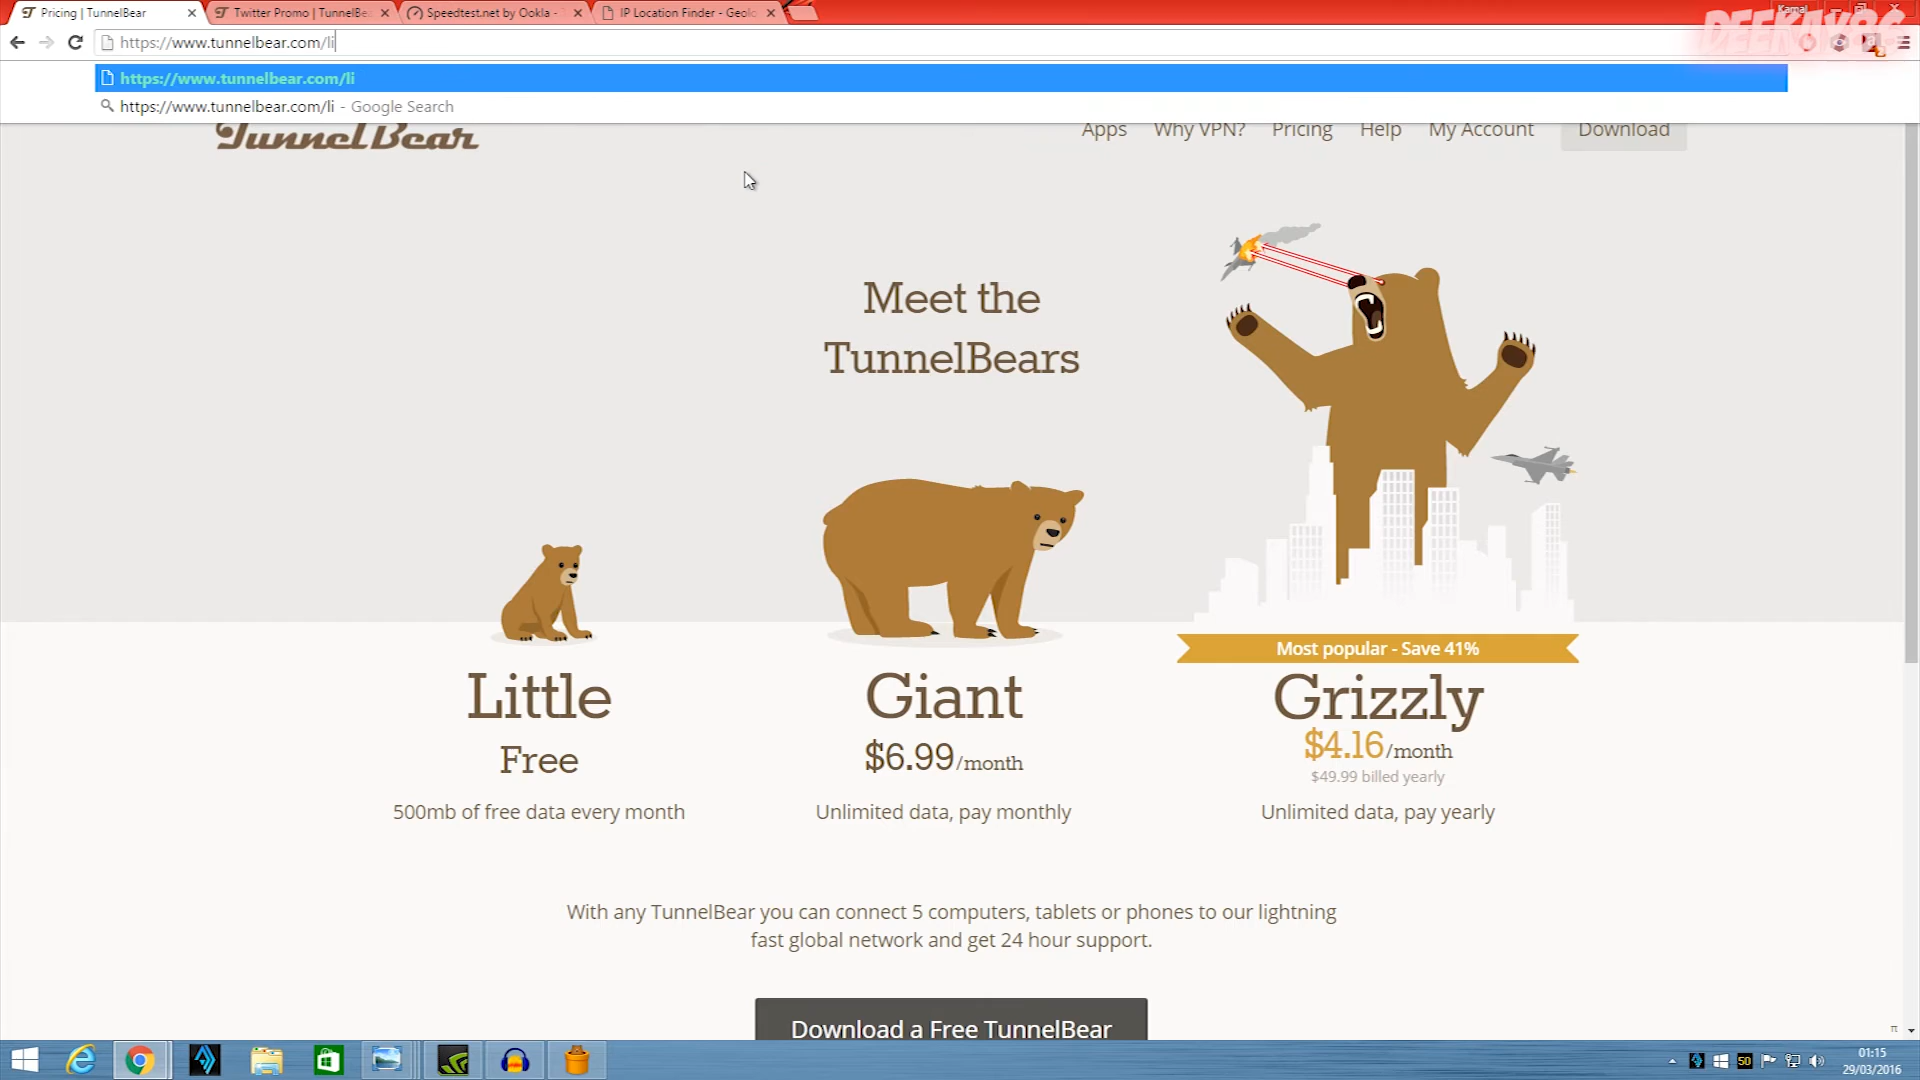 Pricing | TunnelBear
Twitter Promo | TunnelBe
Speedtest.net by Ookla -
IP Location Finder - Geolo
Kamal
DEEKAY86
https://www.tunnelbear.com/li
https://www.tunnelbear.com/li
https://www.tunnelbear.com/li - Google Search
TunnelBear
Apps Why VPN? Pricing Help My Account Download
Meet the
TunnelBears
Most popular - Save 41%
Little Giant Grizzly
Free $6.99/month $4.16/month
$49.99 billed yearly
500mb of free data every month Unlimited data, pay monthly Unlimited data, pay yearly
With any TunnelBear you can connect 5 computers, tablets or phones to our lightning
fast global network and get 24 hour support.
Download a Free TunnelBear
50
01:15
29/03/2016